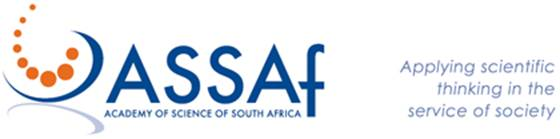 ASSAf
ACADEMY OF SCIENCE OF SOUTH AFRICA
Applying scientific
thinking in the
service of society